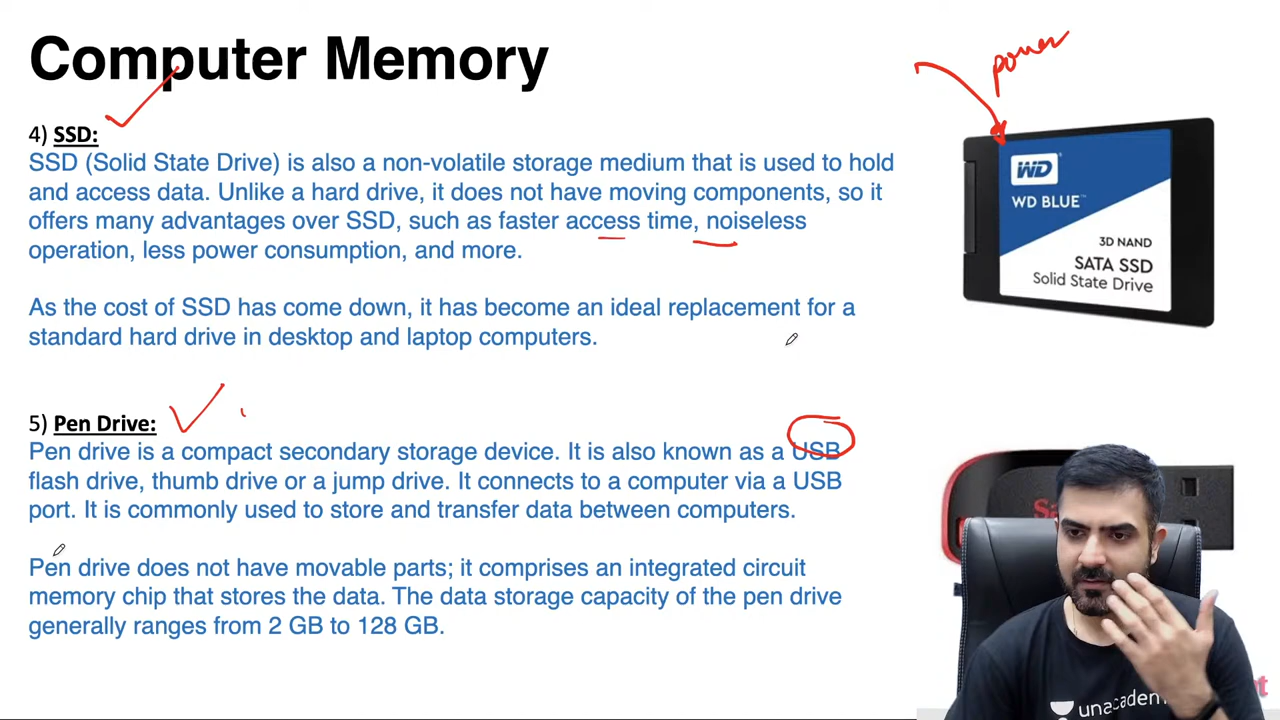 Computer Memory
power
4) SSD:
SSD (Solid State Drive) is also a non-volatile storage medium that is used to hold
and access data. Unlike a hard drive, it does not have moving components, so it
offers many advantages over SSD, such as faster access time, noiseless
operation, less power consumption, and more.
As the cost of SSD has come down, it has become an ideal replacement for a
standard hard drive in desktop and laptop computers.
WD
WD BLUE™
3D NAND
SATA SSD
Solid State Drive
5) Pen Drive:
Pen drive is a compact secondary storage device. It is also known as a USB
flash drive, thumb drive or a jump drive. It connects to a computer via a USB
port. It is commonly used to store and transfer data between computers.
Pen drive does not have movable parts; it comprises an integrated circuit
memory chip that stores the data. The data storage capacity of the pen drive
generally ranges from 2 GB to 128 GB.